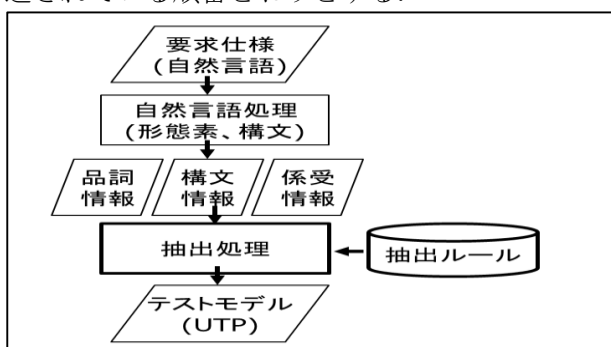 要求仕様
(自然言語)
自然言語処理
(形態素、構文)
品詞
情報
構文
情報
係受
情報
抽出処理
抽出ルール
テストモデル
(UTP)